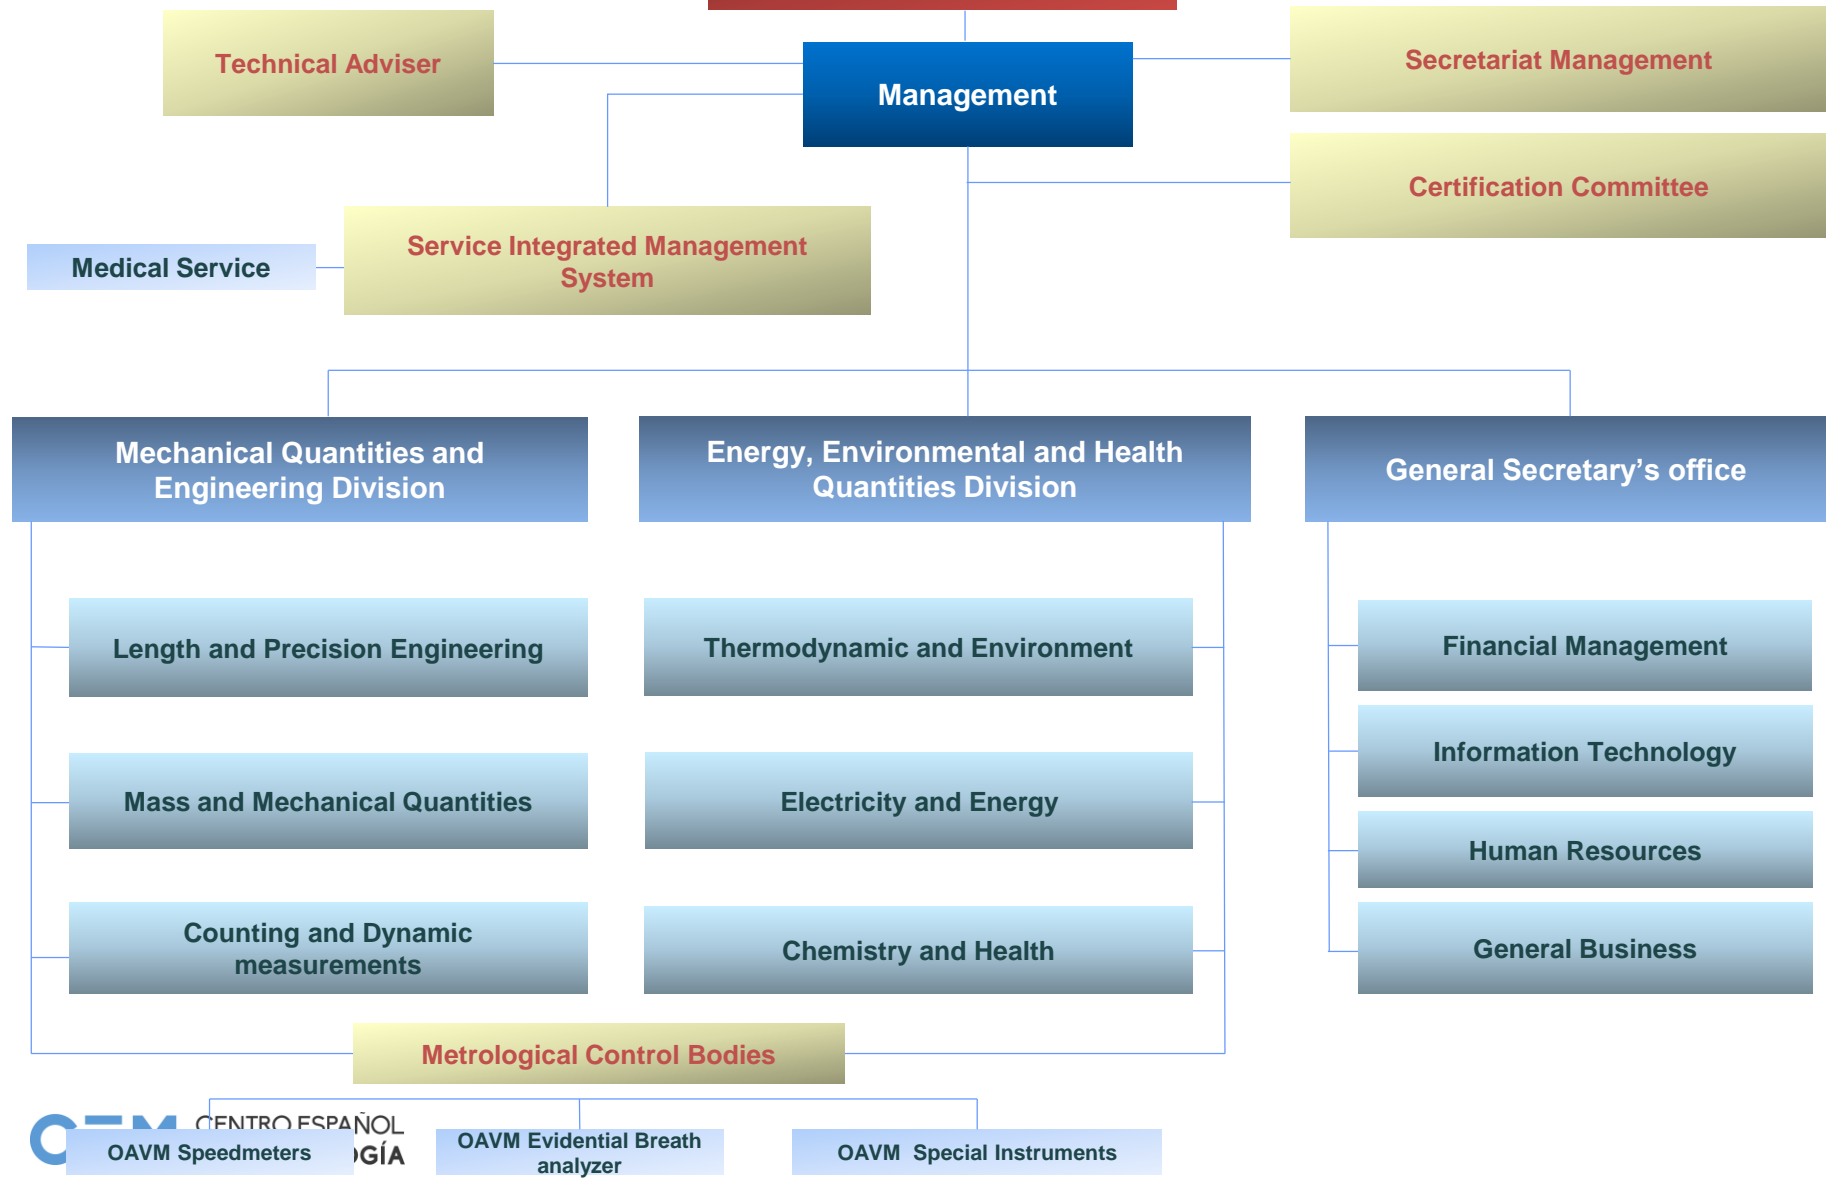 Technical Adviser
Management
Secretariat Management
Certification Committee
Service Integrated Management
System
Medical Service
Mechanical Quantities and
Engineering Division
Energy, Environmental and Health
Quantities Division
General Secretary’s office
Length and Precision Engineering
Thermodynamic and Environment
Financial Management
Information Technology
Mass and Mechanical Quantities
Electricity and Energy
Human Resources
Counting and Dynamic
measurements
Chemistry and Health
General Business
Metrological Control Bodies
CENTRO ESPAÑOL
OAVM Speedmeters
OAVM Evidential Breath
analyzer
OAVM Special Instruments